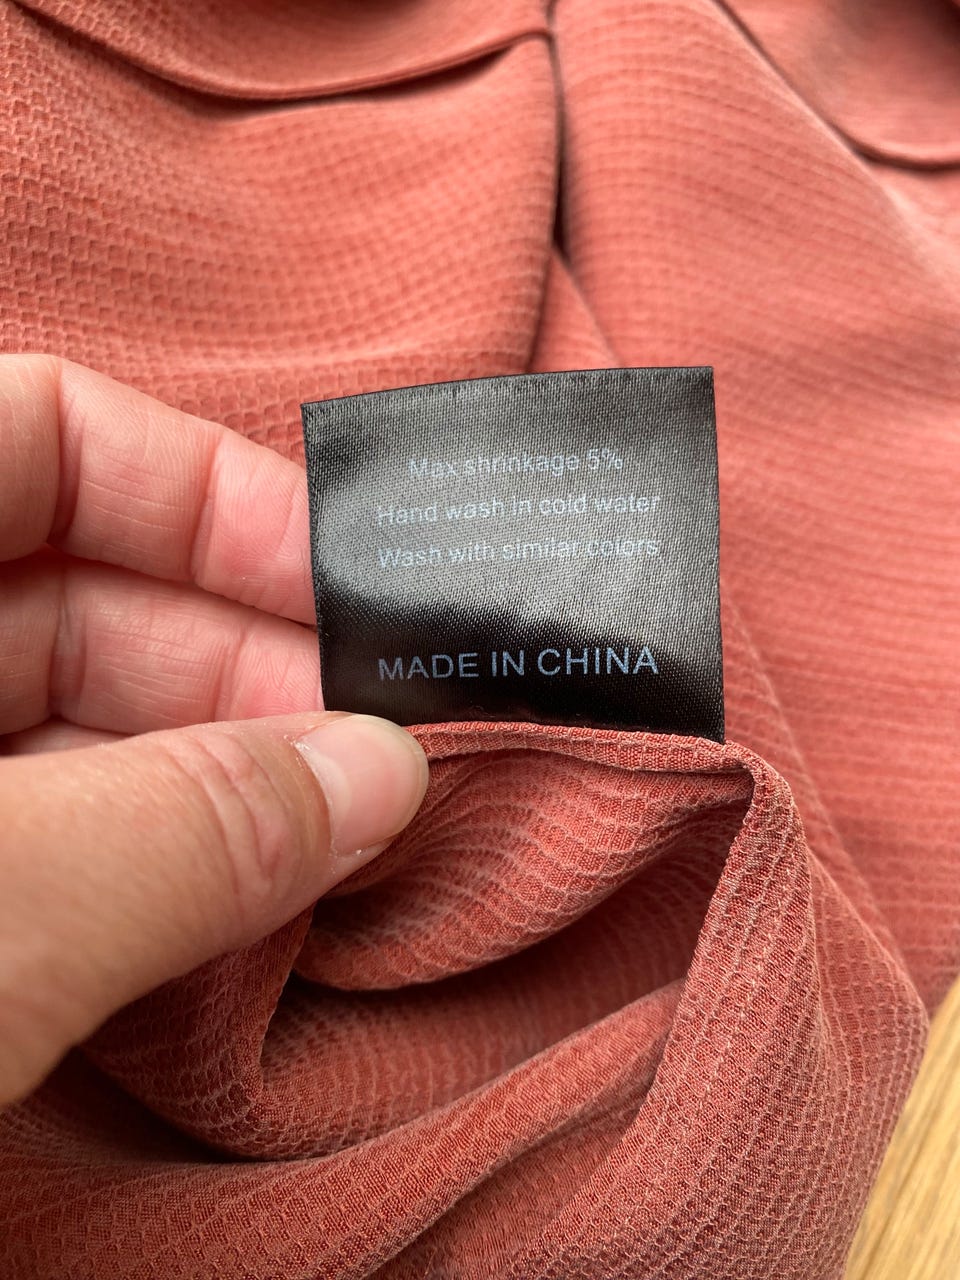 Max shrinkage 5%
Hand wash in cold water
Wash with similar colors
MADE IN CHINA